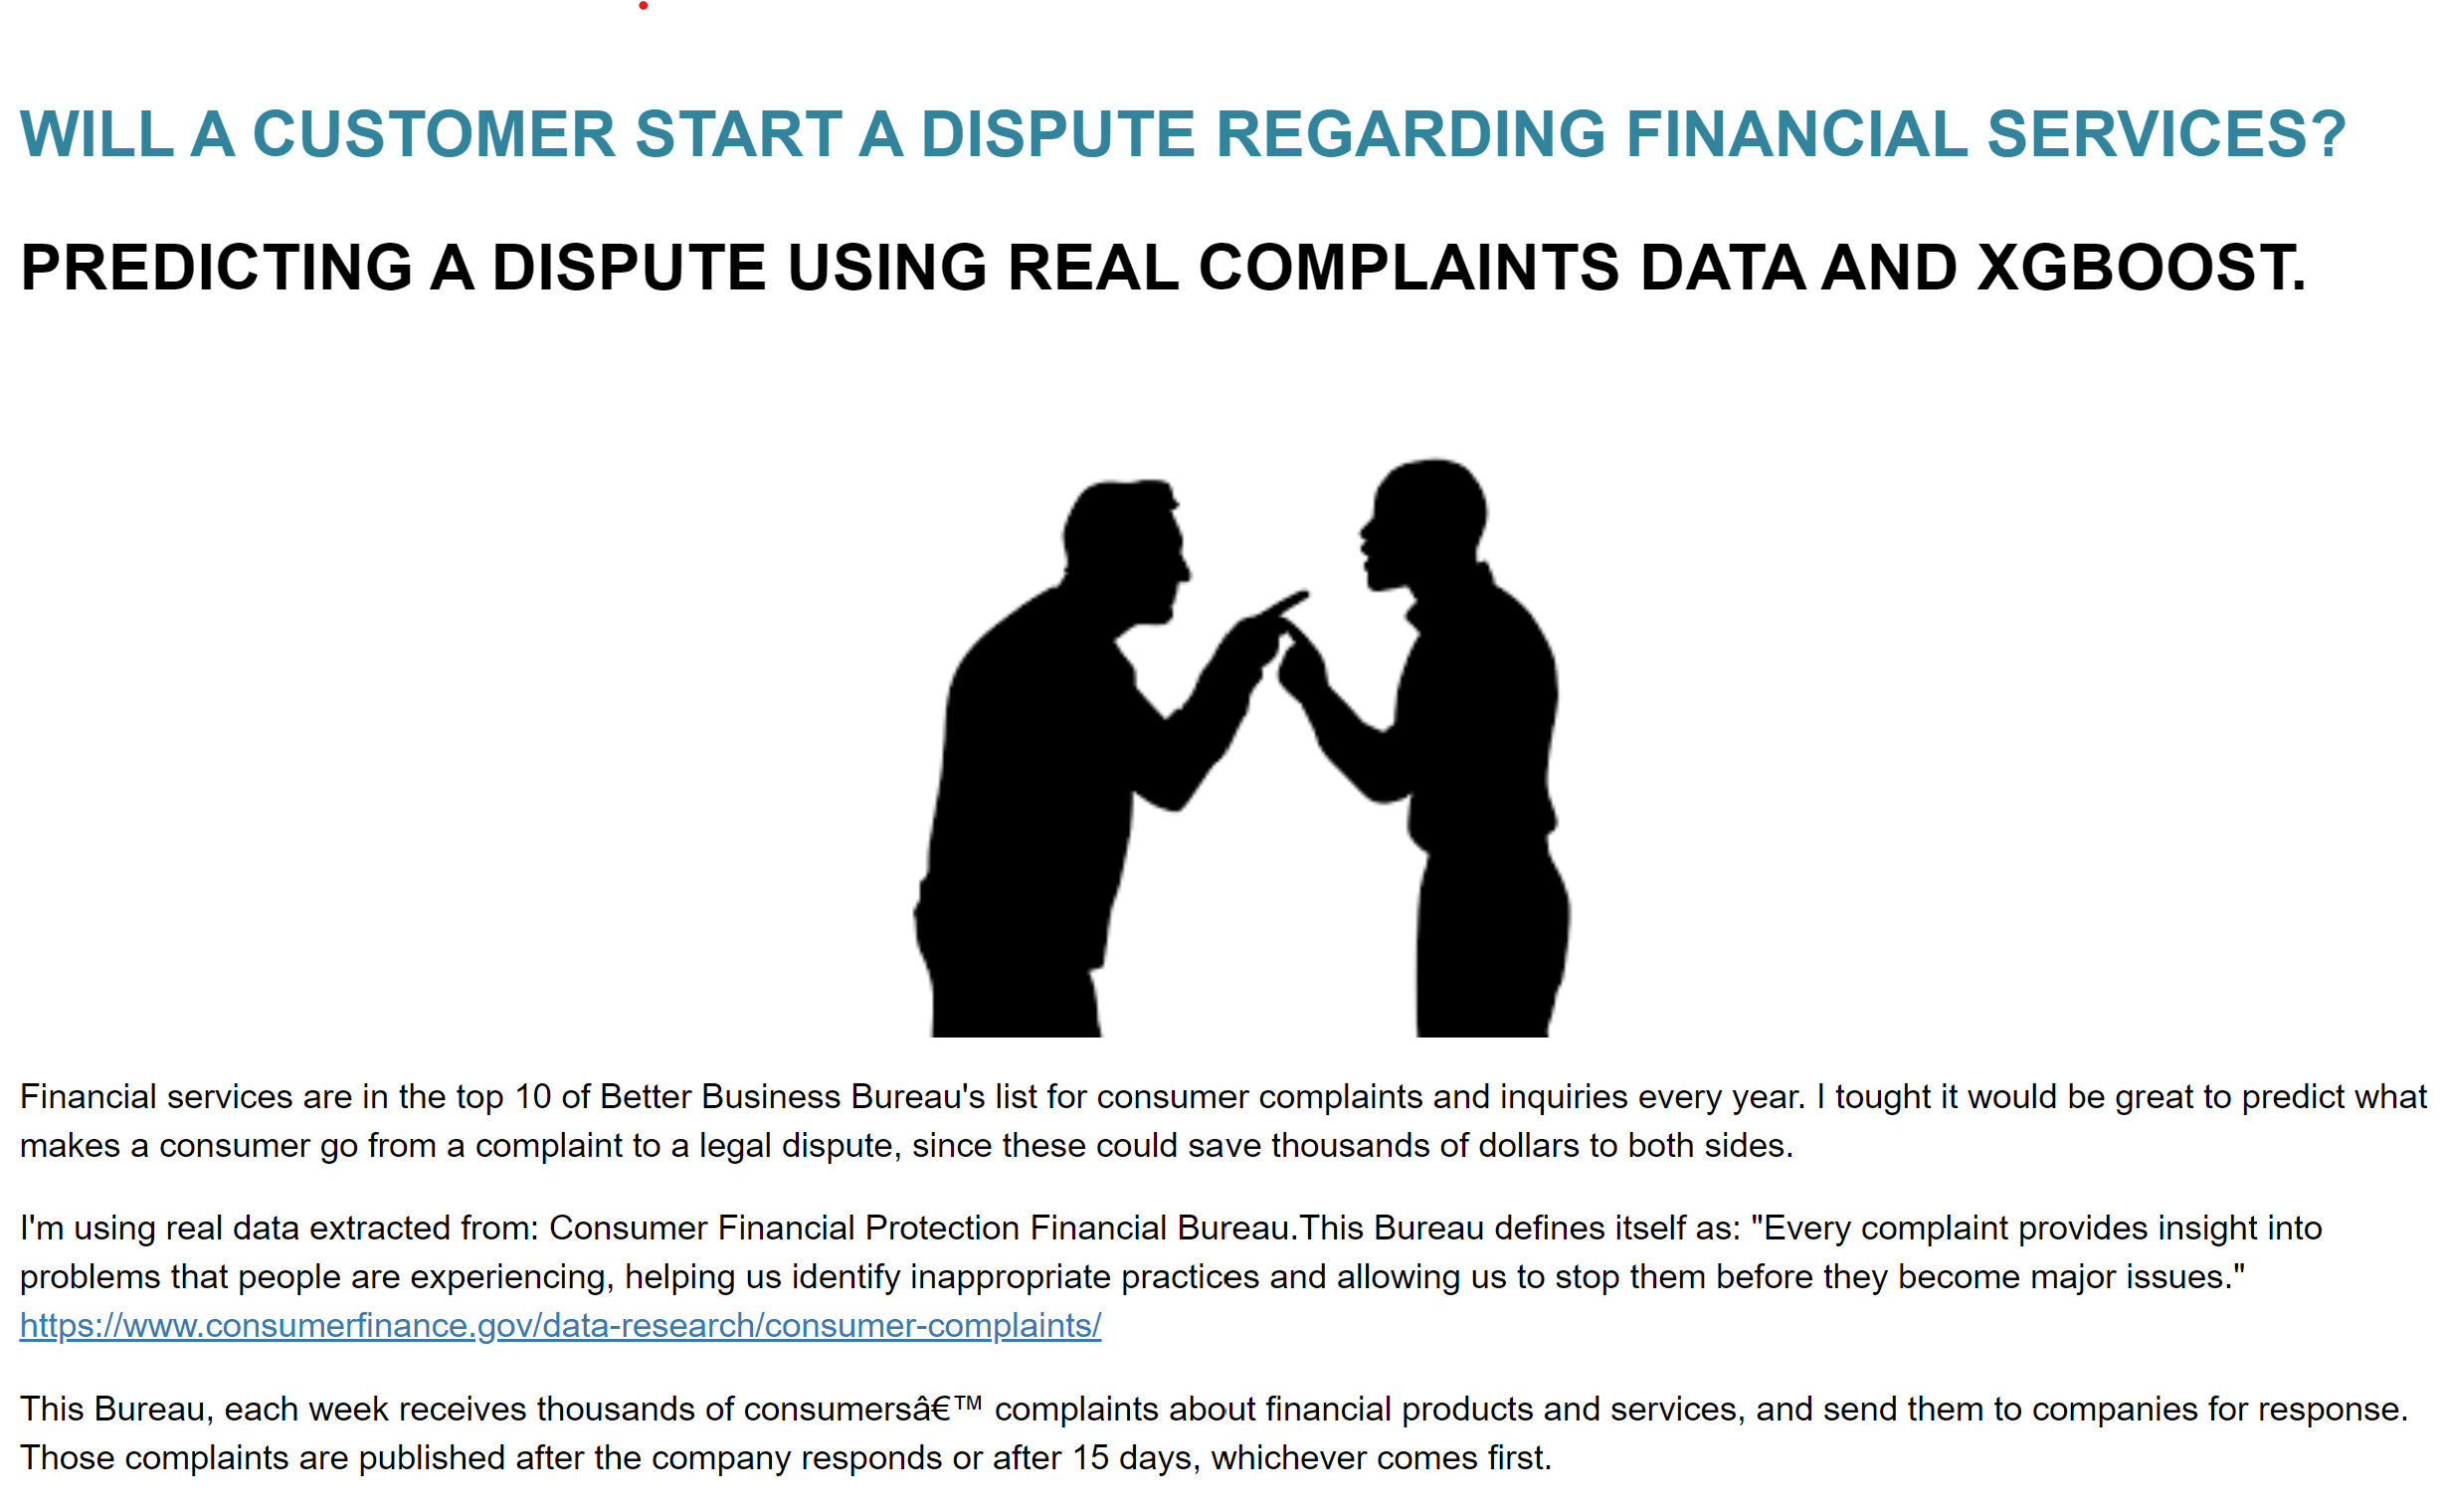 WILL A CUSTOMER START A DISPUTE REGARDING FINANCIAL SERVICES?
PREDICTING A DISPUTE USING REAL COMPLAINTS DATA AND XGBOOST.
Financial services are in the top 10 of Better Business Bureau's list for consumer complaints and inquiries every year. I tought it would be great to predict what
makes a consumer go from a complaint to a legal dispute, since these could save thousands of dollars to both sides.
I'm using real data extracted from: Consumer Financial Protection Financial Bureau.This Bureau defines itself as: "Every complaint provides insight into
problems that people are experiencing, helping us identify inappropriate practices and allowing us to stop them before they become major issues."
https://www.consumerfinance.gov/data-research/consumer-complaints/
This Bureau, each week receives thousands of consumersâ€™ complaints about financial products and services, and send them to companies for response.
Those complaints are published after the company responds or after 15 days, whichever comes first.